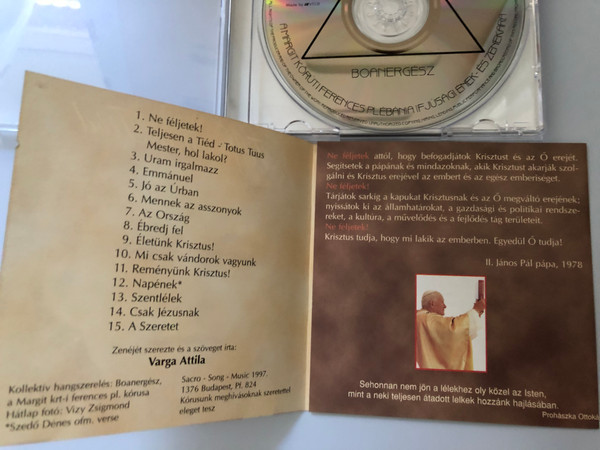 BOANERGÉSZ
A MARGIT KÖRÚTI FERENCES PLÉBÁNIA IFJÚSÁGI ÉNEK- ÉS ZENEKARA
1. Ne féljetek!
2. Teljesen a Tiéd - Totus Tuus
Mester, hol lakol?
3. Uram irgalmazz
4. Emmánuel
5. Jó az Úrban
6. Mennek az asszonyok
7. Az Ország
8. Ébredj fel
9. Életünk Krisztus!
10. Mi csak vándorok vagyunk
11. Reményünk Krisztus!
12. Napének*
13. Szentlélek
14. Csak Jézusnak
15. A Szeretet
Zenéjét szerezte és a szöveget írta:
Varga Attila
Kollektív hangszerelés: Boanergész,
a Margit krt-i ferences pl. kórusa
Hátlap fotó: Vizy Zsigmond
*Szedő Dénes ofm. verse
Sacro - Song - Music 1997.
1376 Budapest, Pf. 824
Kórusunk meghívásoknak szeretettel
eleget tesz
Ne féljetek attól, hogy befogadjátok Krisztust és az Ő erejét.
Segítsetek a pápának és mindazoknak, akik Krisztust akarják szol-
gálni és Krisztus erejével az embert és az egész emberiséget.
Ne féljetek!
Tárjátok sarkig a kapukat Krisztusnak és az Ő megváltó erejének;
nyissátok ki az államhatárokat, a gazdasági és politikai rendsze-
reket, a kultúra, a művelődés és a fejlődés tág területeit.
Ne féljetek!
Krisztus tudja, hogy mi lakik az emberben. Egyedül Ő tudja!
II. János Pál pápa, 1978
Sehonnan nem jön a lélekhez oly közel az Isten,
mint a neki teljesen átadott lelkek hozzánk hajlásában.
Prohászka Ottoká